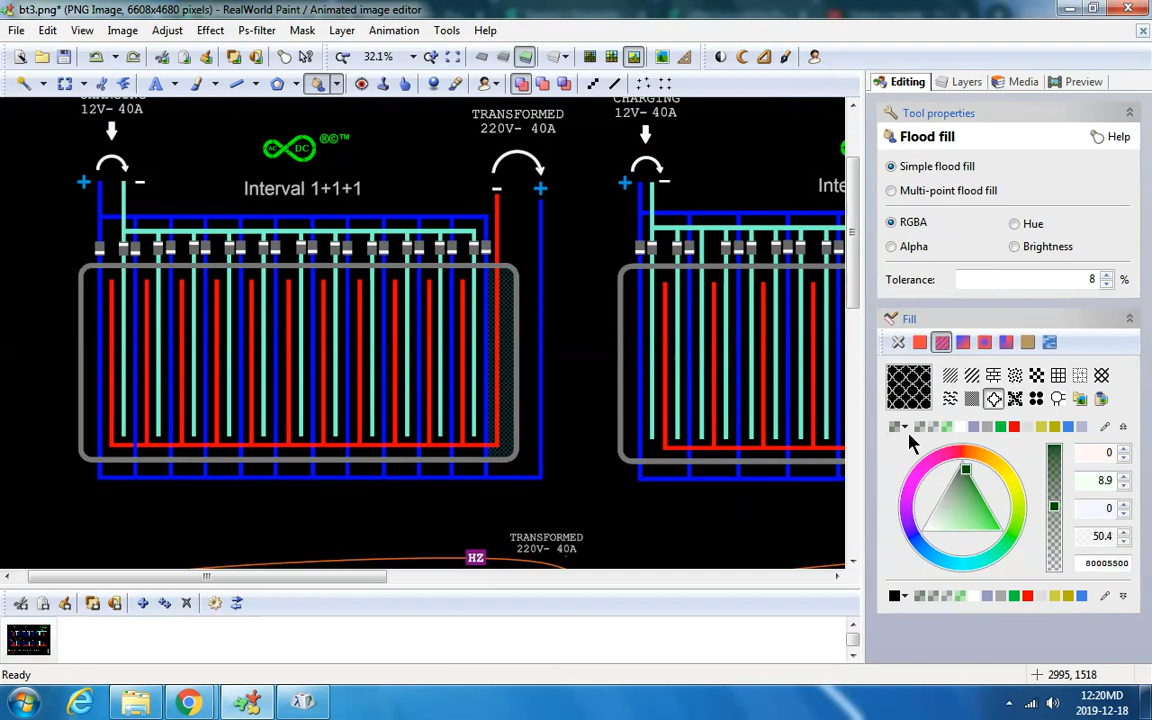 bt3.png* (PNG Image, 6608x4680 pixels) - RealWorld Paint / Animated image editor
File Edit View Image Adjust Effect Ps-filter Mask Layer Animation Tools Help
32.1%
Editing Layers Media Preview
CHARGING
12V- 40A
TRANSFORMED
220V- 40A
CHARGING
12V- 40A
AC DC ®©™
+ - Interval 1+1+1 - + + - Inte
HZ
TRANSFORMED
220V- 40A
Tool properties
Flood fill Help
Simple flood fill
Multi-point flood fill
RGBA Hue
Alpha Brightness
Tolerance: 8 %
Fill
0
8.9
0
50.4
80005500
Ready 2995, 1518
12:20MD
2019-12-18